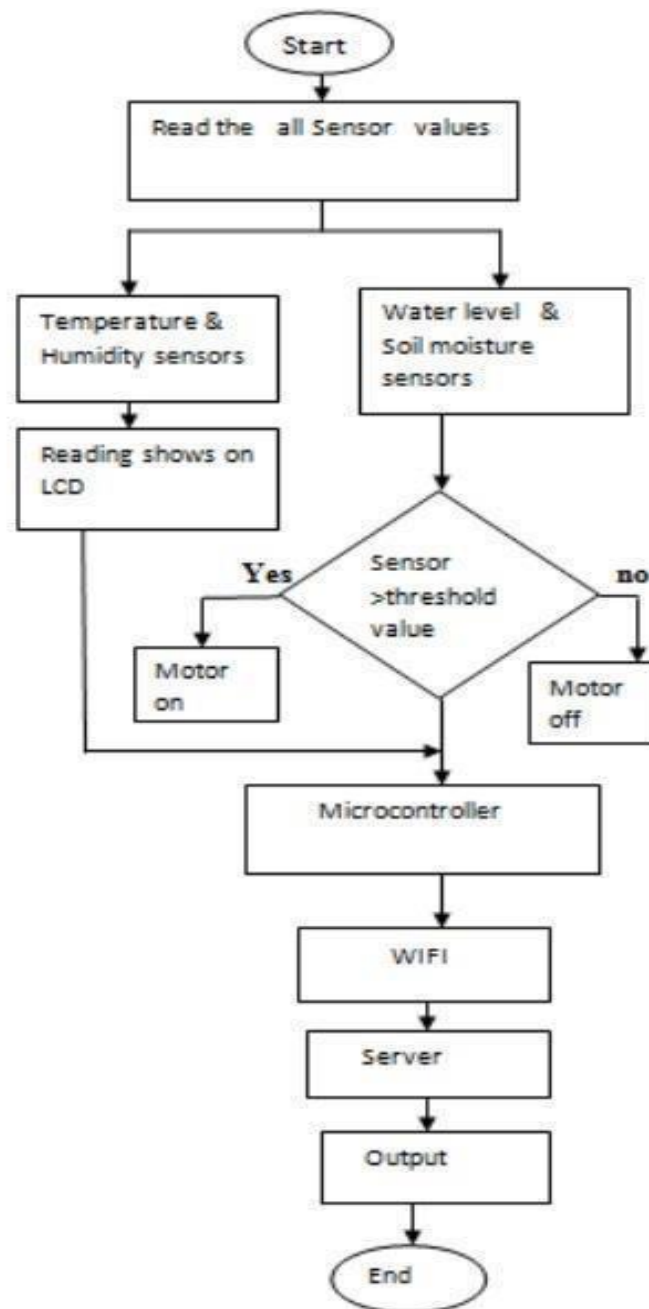 Start
Read the all Sensor values
Temperature &
Humidity sensors
Water level &
Soil moisture
sensors
Reading shows on
LCD
Yes
Sensor
>threshold
value
no
Motor
on
Motor
off
Microcontroller
WIFI
Server
Output
End